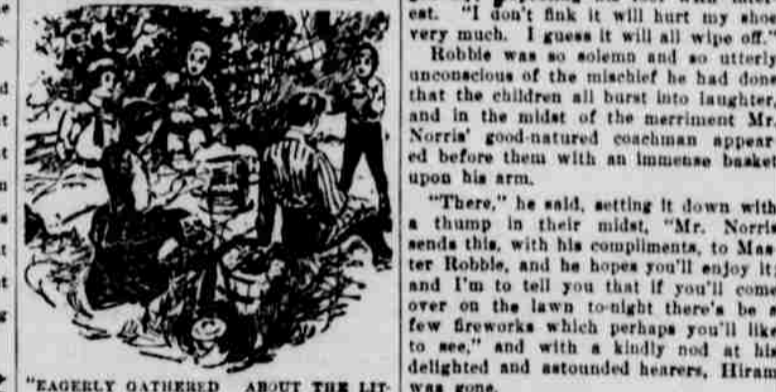 "EAGERLY GATHERED ABOUT THE LIT-
est. "I don't fink it will hurt my shoe
very much. I guess it will all wipe off."
Robbie was so solemn and so utterly
unconscious of the mischief he had done
that the children all burst into laughter,
and in the midst of the merriment Mr.
Norris' good-natured coachman appear-
ed before them with an immense basket
upon his arm.
"There," he said, setting it down with
a thump in their midst, "Mr. Norris
sends this, with his compliments, to Mas-
ter Robbie, and he hopes you'll enjoy it;
and I'm to tell you that if you'll come
over on the lawn to-night there's be a
few fireworks which perhaps you'll like
to see," and with a kindly nod at his
delighted and astounded hearers, Hiram
was gone.